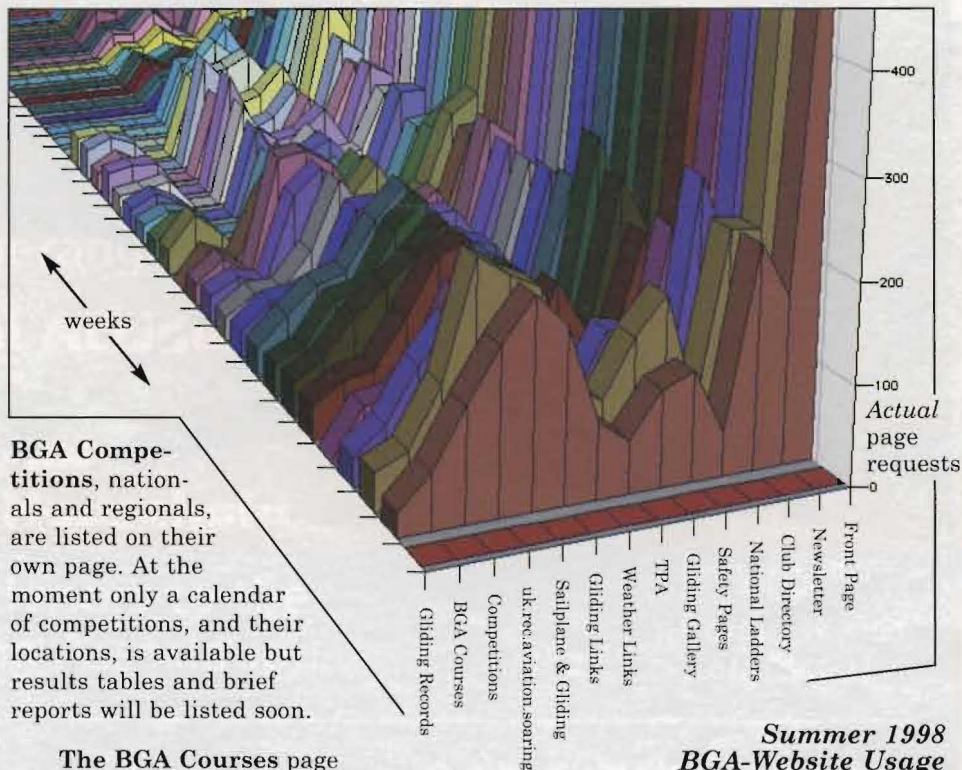 400
300
200
100
0
Actual
page
requests
weeks
Gliding Records
BGA Courses
Competitions
uk.rec.aviation.soaring
Sailplane & Gliding
Gliding Links
Weather Links
TPA
Gliding Gallery
Safety Pages
National Ladders
Club Directory
Newsletter
Front Page
BGA Compe-
titions, nation-
als and regionals,
are listed on their
own page. At the
moment only a calendar
of competitions, and their
locations, is available but
results tables and brief
reports will be listed soon.
The BGA Courses page
Summer 1998
BGA-Website Usage